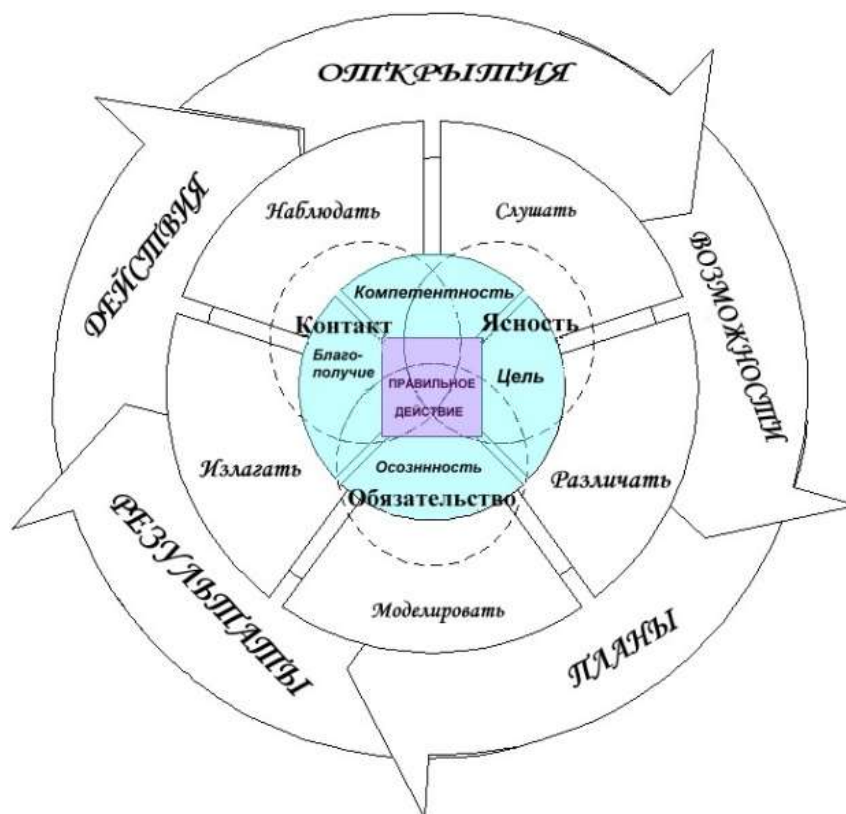 ОТКРЫТИЯ
ДЕЙСТВИЯ
Наблюдать
Слушать
ВОЗМОЖНОСТИ
Компетентность
Контакт
Ясность
Благо-
получие
Цель
ПРАВИЛЬНОЕ
ДЕЙСТВИЕ
Излагать
Осозннность
Различать
Обязательство
РЕЗУЛЬТАТЫ
Моделировать
ПЛАНЫ